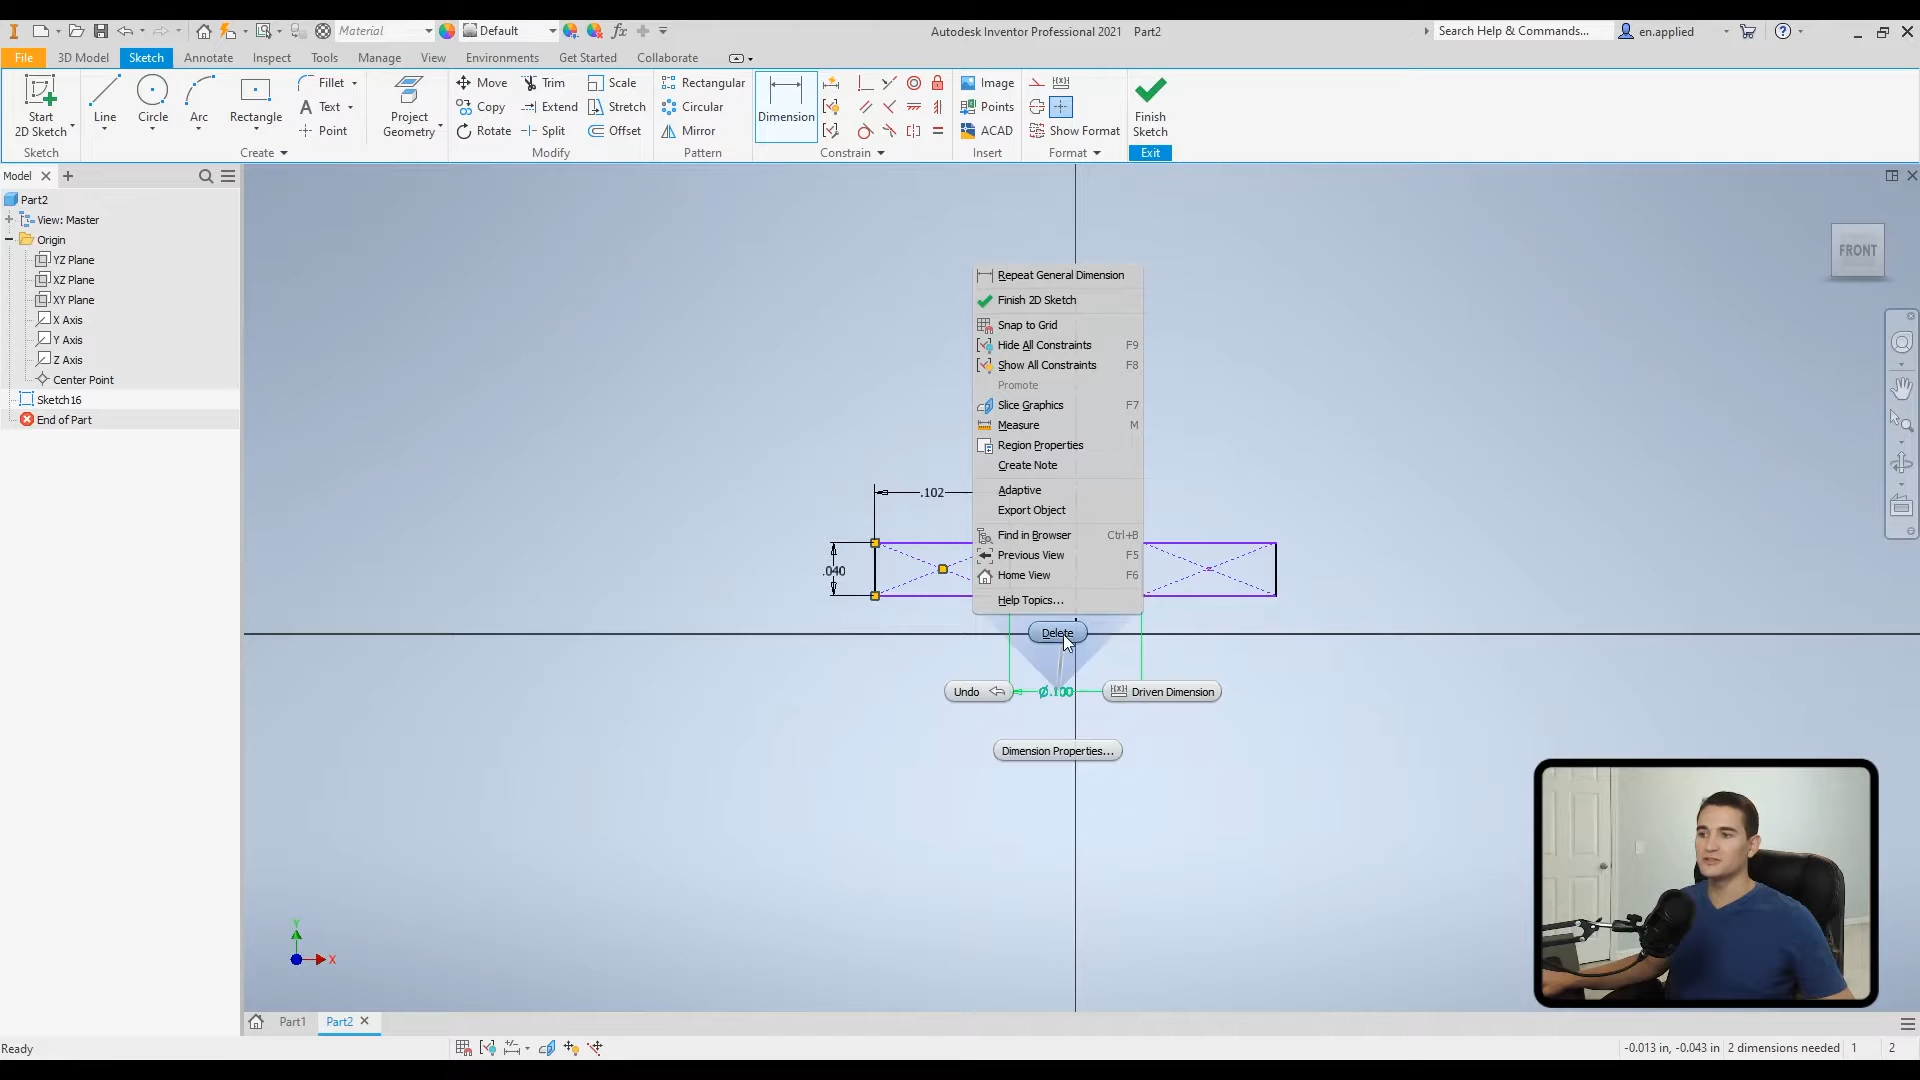 Material
Default
Autodesk Inventor Professional 2021 Part2
Search Help & Commands...
en.applied
File 3D Model Sketch Annotate Inspect Tools Manage View Environments Get Started Collaborate
Start
2D Sketch
Line
Circle
Arc
Rectangle
Fillet
Text
Point
Project
Geometry
Move
Copy
Rotate
Trim
Extend
Split
Scale
Stretch
Offset
Rectangular
Circular
Mirror
Dimension
Image
Points
ACAD
Show Format
Finish
Sketch
Sketch Create Modify Pattern Constrain Insert Format Exit
Model
Part2
View: Master
Origin
YZ Plane
XZ Plane
XY Plane
X Axis
Y Axis
Z Axis
Center Point
Sketch16
End of Part
FRONT
Repeat General Dimension
Finish 2D Sketch
Snap to Grid
Hide All Constraints F9
Show All Constraints F8
Promote
Slice Graphics F7
Measure M
Region Properties
Create Note
Adaptive
Export Object
Find in Browser Ctrl+B
Previous View F5
Home View F6
Help Topics...
.102
.040
Delete
Undo
Ø.100
Driven Dimension
Dimension Properties...
Y
X
Part1 Part2
Ready
-0.013 in, -0.043 in 2 dimensions needed 1 2